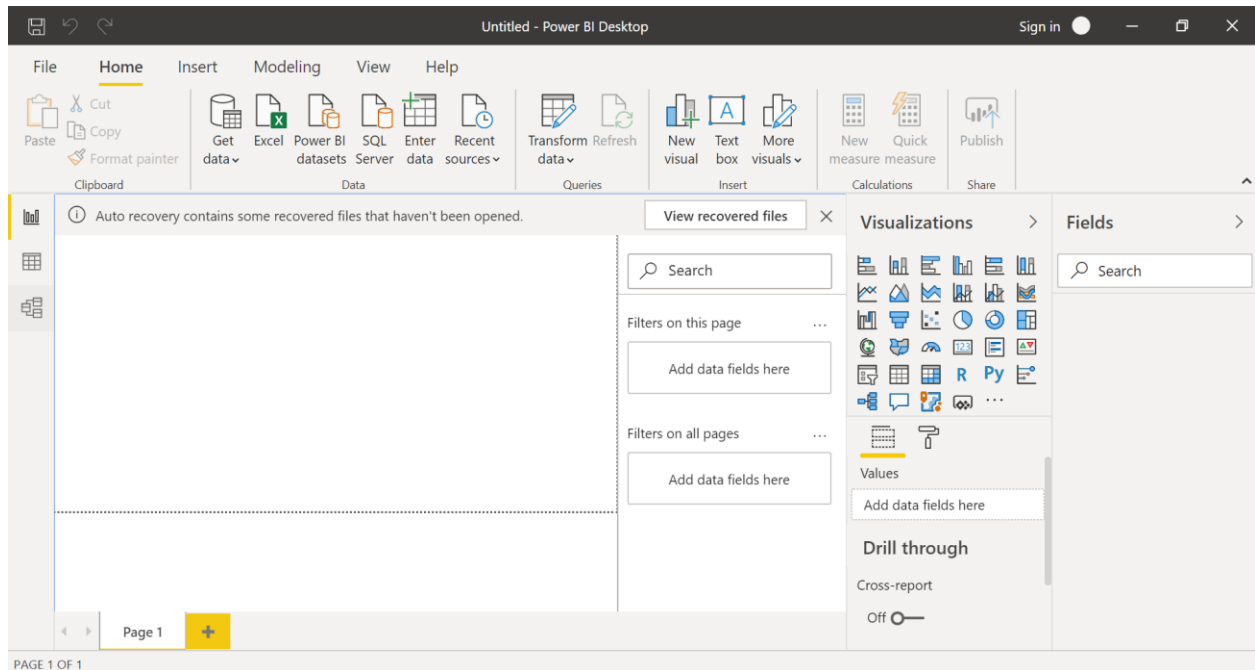 Untitled - Power BI Desktop
Sign in
File Home Insert Modeling View Help
Paste
Cut
Copy
Format painter
Clipboard
Get data
Excel
Power BI datasets
SQL Server
Enter data
Recent sources
Data
Transform data
Refresh
Queries
New visual
Text box
More visuals
Insert
New measure
Quick measure
Calculations
Publish
Share
Auto recovery contains some recovered files that haven't been opened.
View recovered files
Search
Filters on this page
...
Add data fields here
Filters on all pages
...
Add data fields here
Visualizations
123
R
Py
...
Values
Add data fields here
Drill through
Cross-report
Off
Fields
Search
Page 1
PAGE 1 OF 1